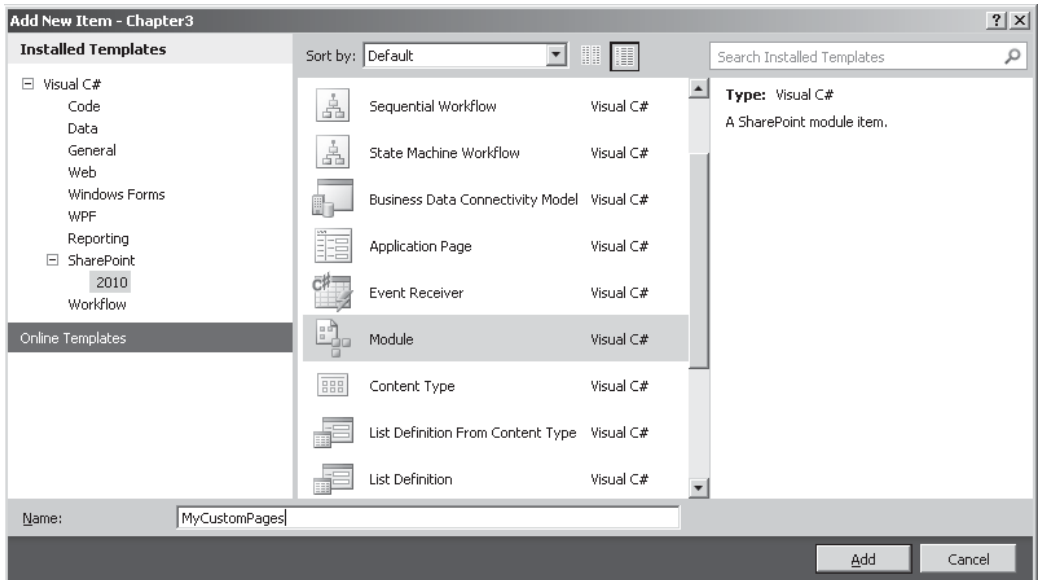 Add New Item - Chapter3
Installed Templates
Visual C#
Code
Data
General
Web
Windows Forms
WPF
Reporting
SharePoint
2010
Workflow
Online Templates
Sort by: Default
Sequential Workflow Visual C#
State Machine Workflow Visual C#
Business Data Connectivity Model Visual C#
Application Page Visual C#
Event Receiver Visual C#
Module Visual C#
Content Type Visual C#
List Definition From Content Type Visual C#
List Definition Visual C#
Search Installed Templates
Type: Visual C#
A SharePoint module item.
Name: MyCustomPages
Add Cancel